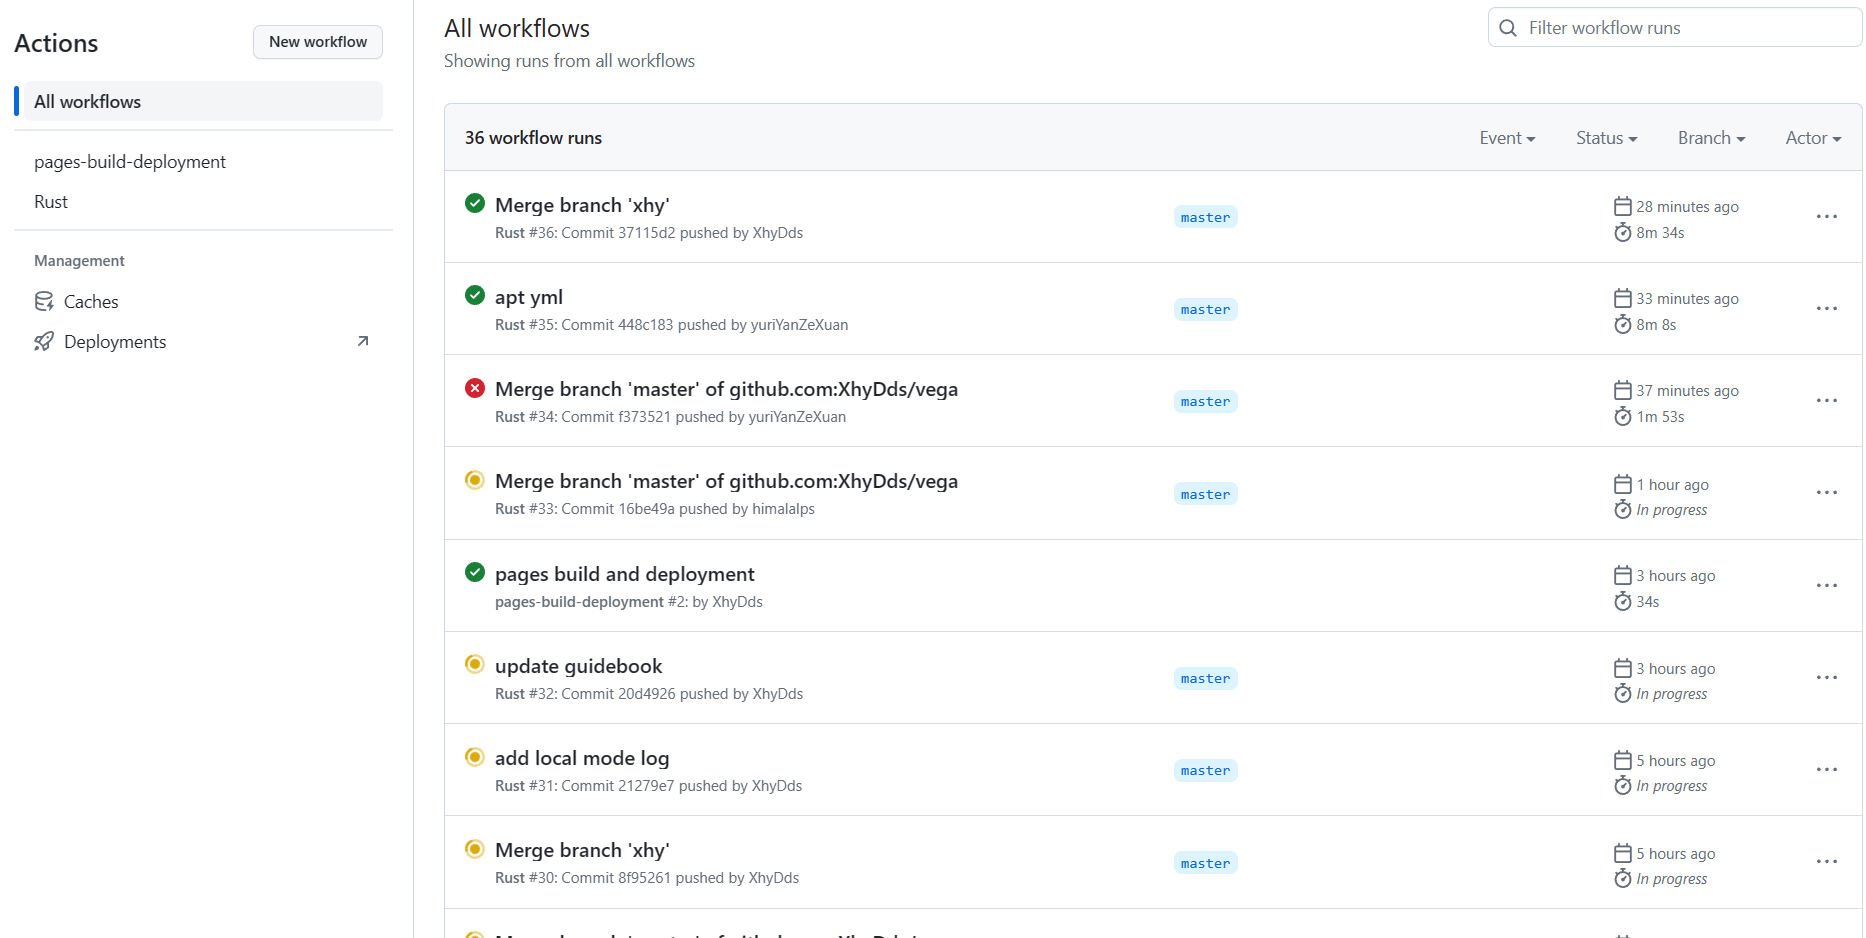 Actions
New workflow
All workflows
pages-build-deployment
Rust
Management
Caches
Deployments
All workflows
Showing runs from all workflows
Filter workflow runs
36 workflow runs
Event
Status
Branch
Actor
Merge branch 'xhy'
Rust #36: Commit 37115d2 pushed by XhyDds
master
28 minutes ago
8m 34s
apt yml
Rust #35: Commit 448c183 pushed by yuriYanZeXuan
master
33 minutes ago
8m 8s
Merge branch 'master' of github.com:XhyDds/vega
Rust #34: Commit f373521 pushed by yuriYanZeXuan
master
37 minutes ago
1m 53s
Merge branch 'master' of github.com:XhyDds/vega
Rust #33: Commit 16be49a pushed by himalalps
master
1 hour ago
In progress
pages build and deployment
pages-build-deployment #2: by XhyDds
3 hours ago
34s
update guidebook
Rust #32: Commit 20d4926 pushed by XhyDds
master
3 hours ago
In progress
add local mode log
Rust #31: Commit 21279e7 pushed by XhyDds
master
5 hours ago
In progress
Merge branch 'xhy'
Rust #30: Commit 8f95261 pushed by XhyDds
master
5 hours ago
In progress